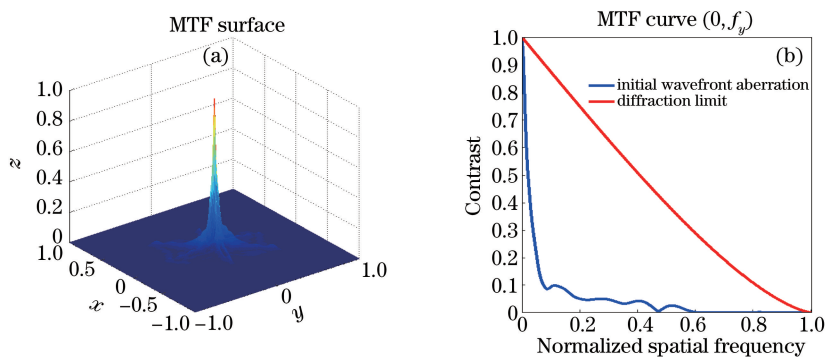 MTF surface
(a)
1.0
0.8
0.6
0.4
0.2
0
z
1.0
0.5
0
−0.5
−1.0
x
−1.0
0
1.0
y
MTF curve (0, f_y)
(b)
1.0
0.9
0.8
0.7
0.6
0.5
0.4
0.3
0.2
0.1
0
Contrast
initial wavefront aberration
diffraction limit
0
0.2
0.4
0.6
0.8
1.0
Normalized spatial frequency